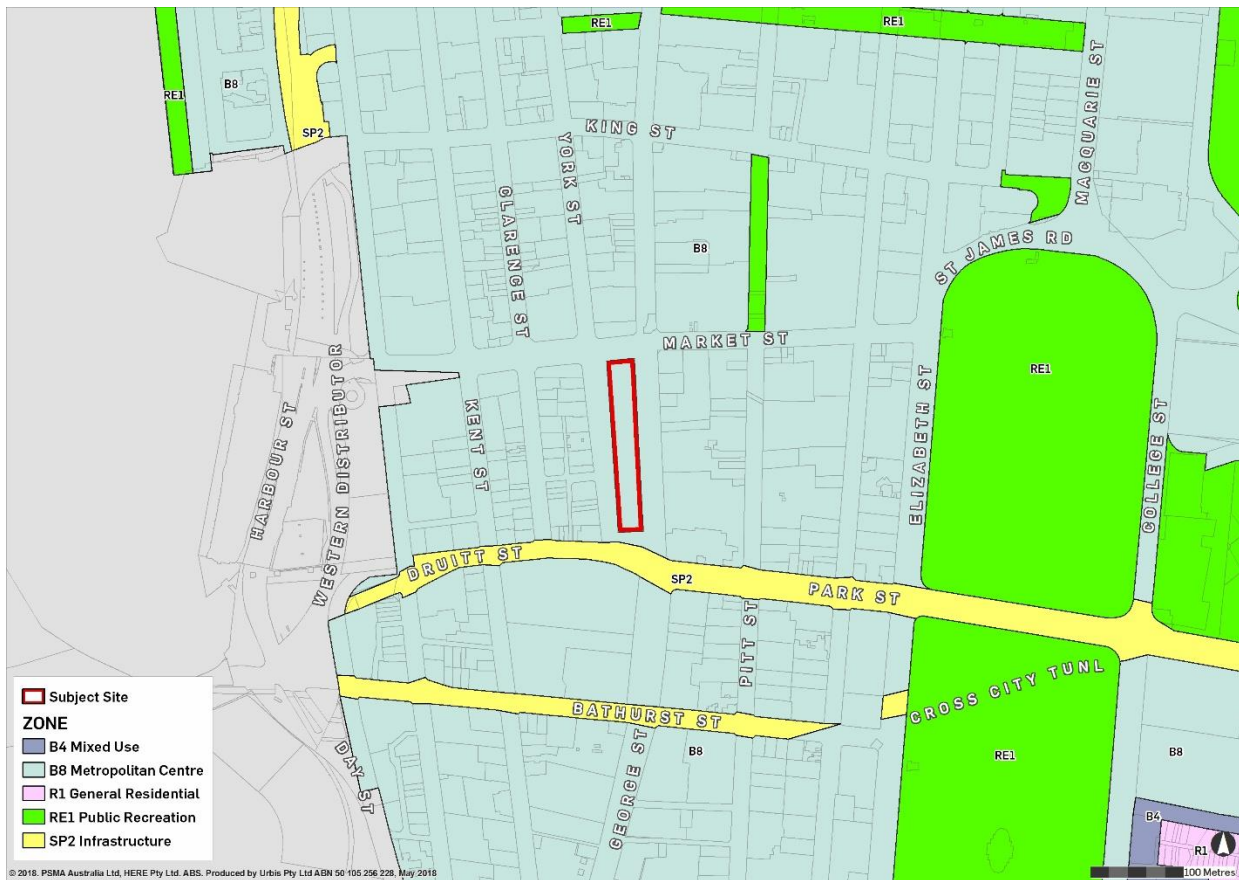 RE1
RE1
B8
MACQUARIE ST
RE1
SP2
KING ST
YORK ST
CLARENCE ST
B8
ST JAMES RD
MARKET ST
RE1
ELIZABETH ST
COLLEGE ST
KENT ST
HARBOUR ST
WESTERN DISTRIBUTOR
DRUITT ST
SP2
PARK ST
PITT ST
CROSS CITY TUNL
BATHURST ST
GEORGE ST
B8
RE1
B8
DAY ST
B4
R1
Subject Site
ZONE
B4 Mixed Use
B8 Metropolitan Centre
R1 General Residential
RE1 Public Recreation
SP2 Infrastructure
© 2018. PSMA Australia Ltd, HERE Pty Ltd. ABS. Produced by Urbis Pty Ltd ABN 50 105 256 228, May 2018
100 Metres